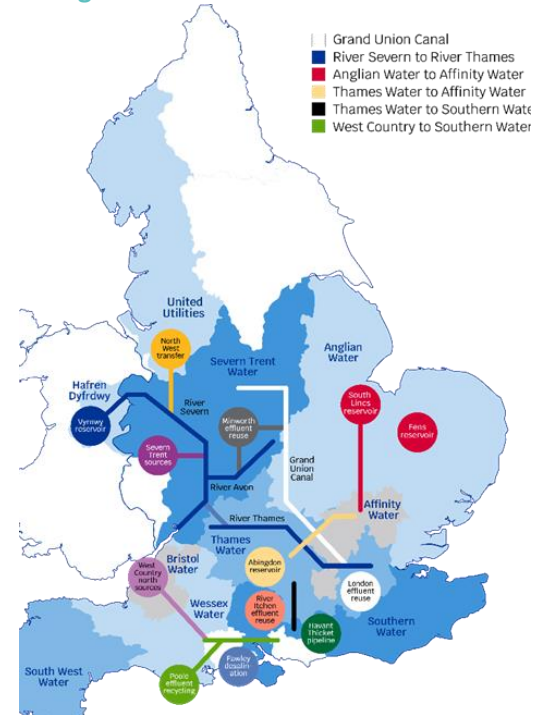 Grand Union Canal
River Severn to River Thames
Anglian Water to Affinity Water
Thames Water to Affinity Water
Thames Water to Southern Wate
West Country to Southern Water
United
Utilities
North
West
transfer
Severn Trent
Water
Anglian
Water
Hafren
Dyfrdwy
River
Severn
South
Lincs
reservoir
Vyrnwy
reservoir
Minworth
effluent
reuse
Fens
reservoir
Severn
Trent
sources
Grand
Union
Canal
River Avon
Affinity
Water
River Thames
Thames
Water
Bristol
Water
Abingdon
reservoir
West
Country
north
sources
London
effluent
reuse
Wessex
Water
River
Itchen
effluent
reuse
Havant
Thicket
pipeline
Southern
Water
South West
Water
Poole
effluent
recycling
Fawley
desalin-
ation